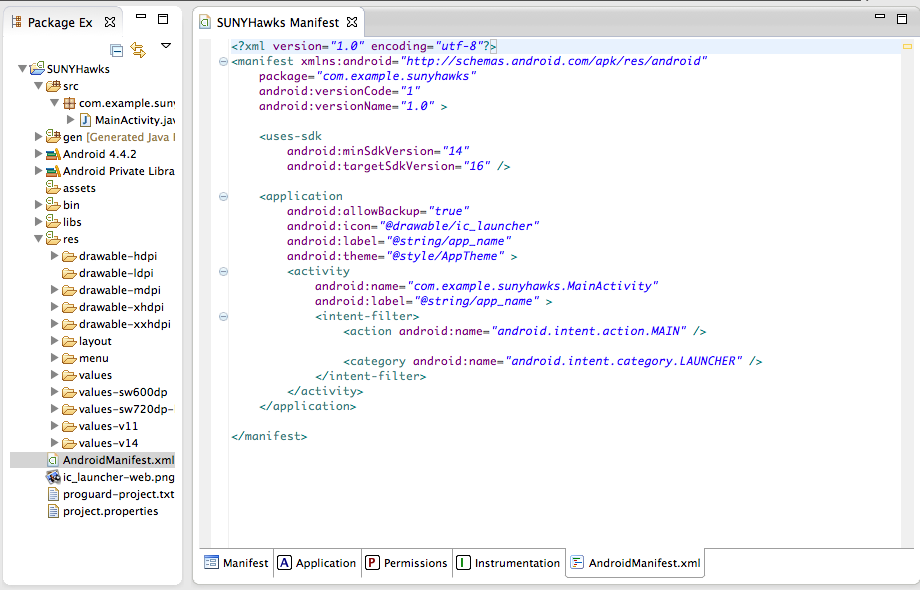 Package Ex
SUNYHawks
src
com.example.suny
MainActivity.jav
gen [Generated Java
Android 4.4.2
Android Private Libra
assets
bin
libs
res
drawable-hdpi
drawable-ldpi
drawable-mdpi
drawable-xhdpi
drawable-xxhdpi
layout
menu
values
values-sw600dp
values-sw720dp-
values-v11
values-v14
AndroidManifest.xml
ic_launcher-web.png
proguard-project.txt
project.properties
SUNYHawks Manifest
<?xml version="1.0" encoding="utf-8"?>
<manifest xmlns:android="http://schemas.android.com/apk/res/android"
package="com.example.sunyhawks"
android:versionCode="1"
android:versionName="1.0" >
<uses-sdk
android:minSdkVersion="14"
android:targetSdkVersion="16" />
<application
android:allowBackup="true"
android:icon="@drawable/ic_launcher"
android:label="@string/app_name"
android:theme="@style/AppTheme" >
<activity
android:name="com.example.sunyhawks.MainActivity"
android:label="@string/app_name" >
<intent-filter>
<action android:name="android.intent.action.MAIN" />
<category android:name="android.intent.category.LAUNCHER" />
</intent-filter>
</activity>
</application>
</manifest>
Manifest A Application P Permissions I Instrumentation AndroidManifest.xml